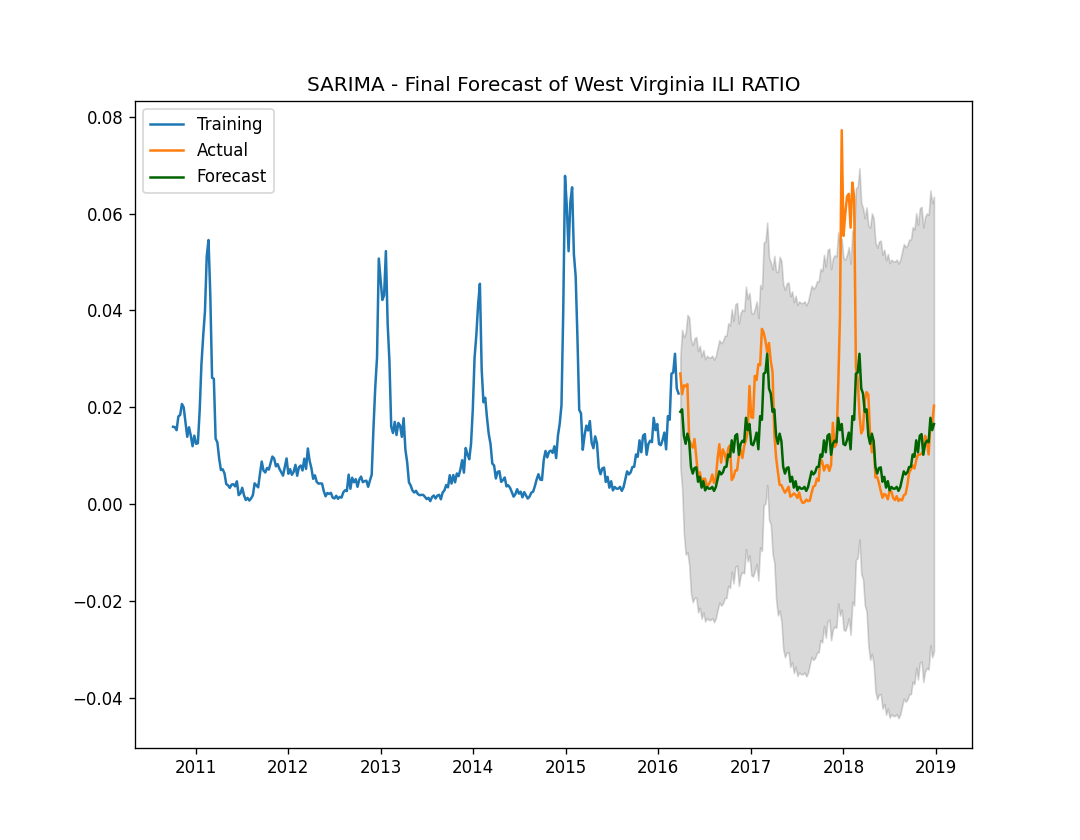 SARIMA - Final Forecast of West Virginia ILI RATIO
Training
Actual
Forecast
0.08
0.06
0.04
0.02
0.00
−0.02
−0.04
2011 2012 2013 2014 2015 2016 2017 2018 2019